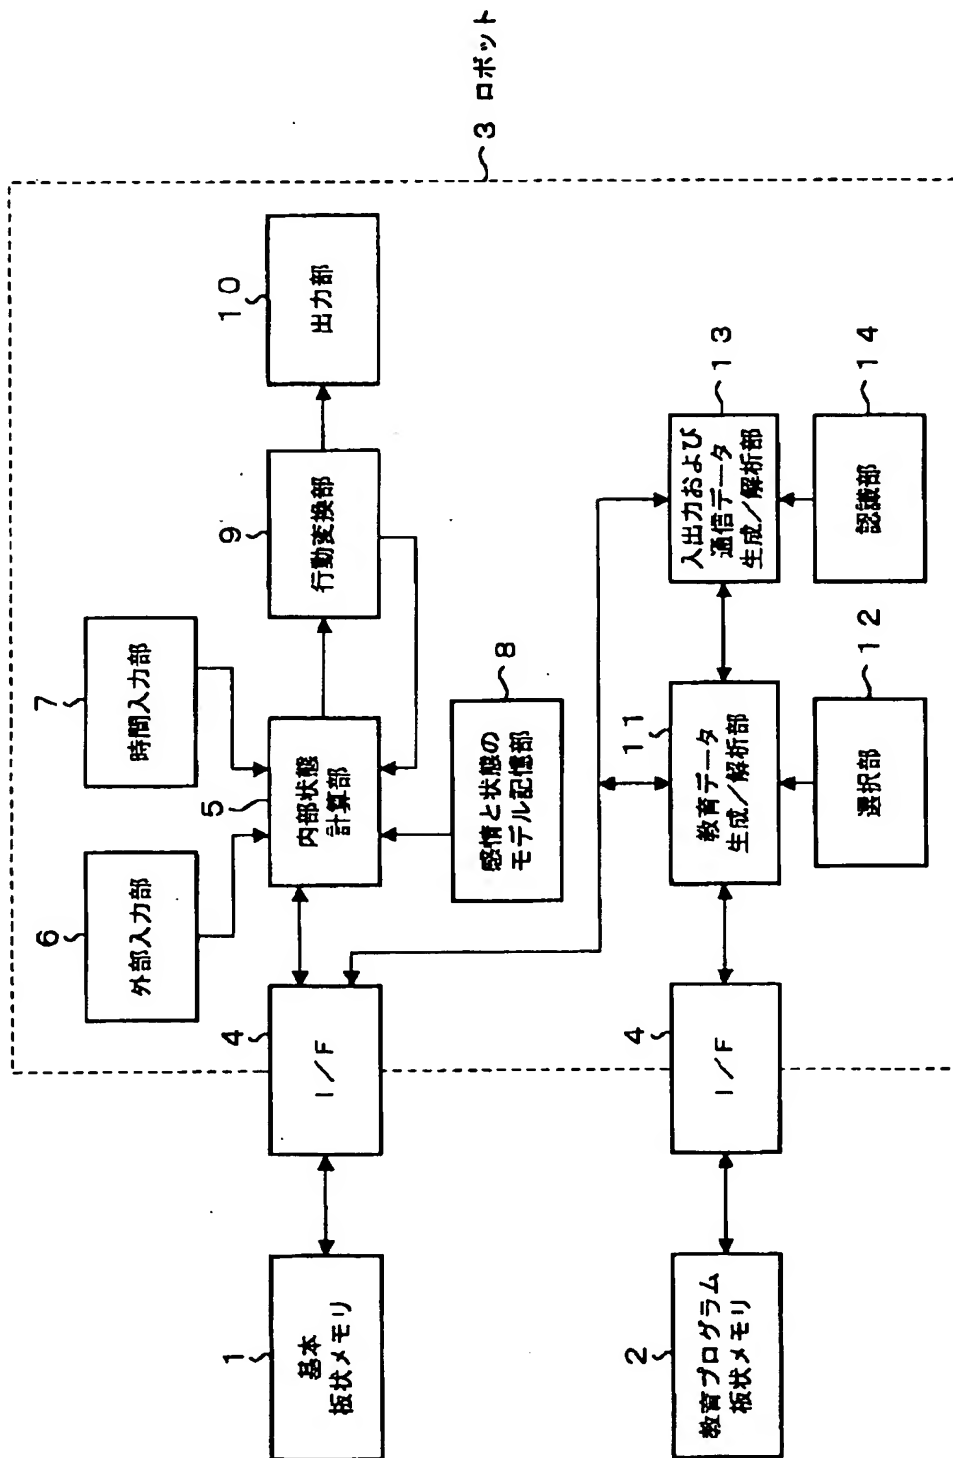 6
外部入力部
7
時間入力部
1
基本
板状メモリ
4
I/F
5
内部状態
計算部
9
行動変換部
10
出力部
3 ロボット
8
感情と状態の
モデル記憶部
2
教育プログラム
板状メモリ
4
I/F
11
教育データ
生成/解析部
13
入出力および
通信データ
生成/解析部
12
選択部
14
認識部